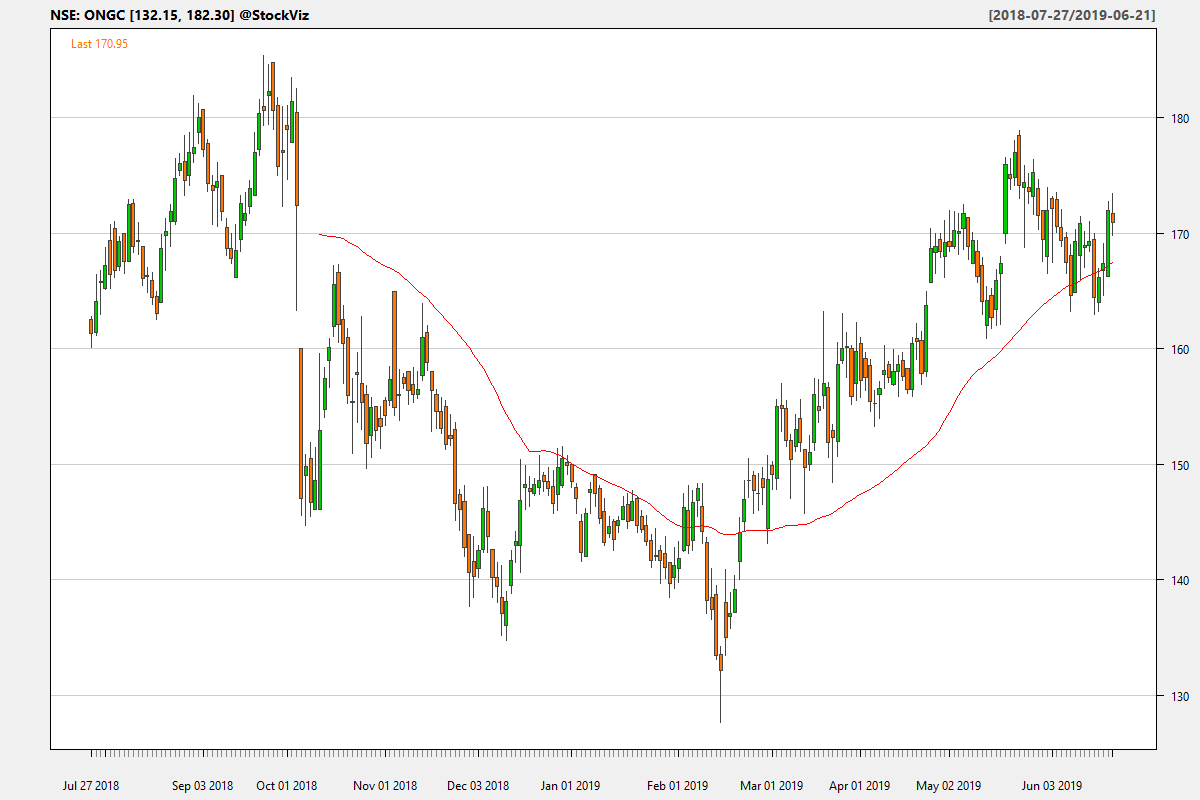 NSE: ONGC [132.15, 182.30] @StockViz
[2018-07-27/2019-06-21]
Last 170.95
180
170
160
150
140
130
Jul 27 2018
Sep 03 2018
Oct 01 2018
Nov 01 2018
Dec 03 2018
Jan 01 2019
Feb 01 2019
Mar 01 2019
Apr 01 2019
May 02 2019
Jun 03 2019